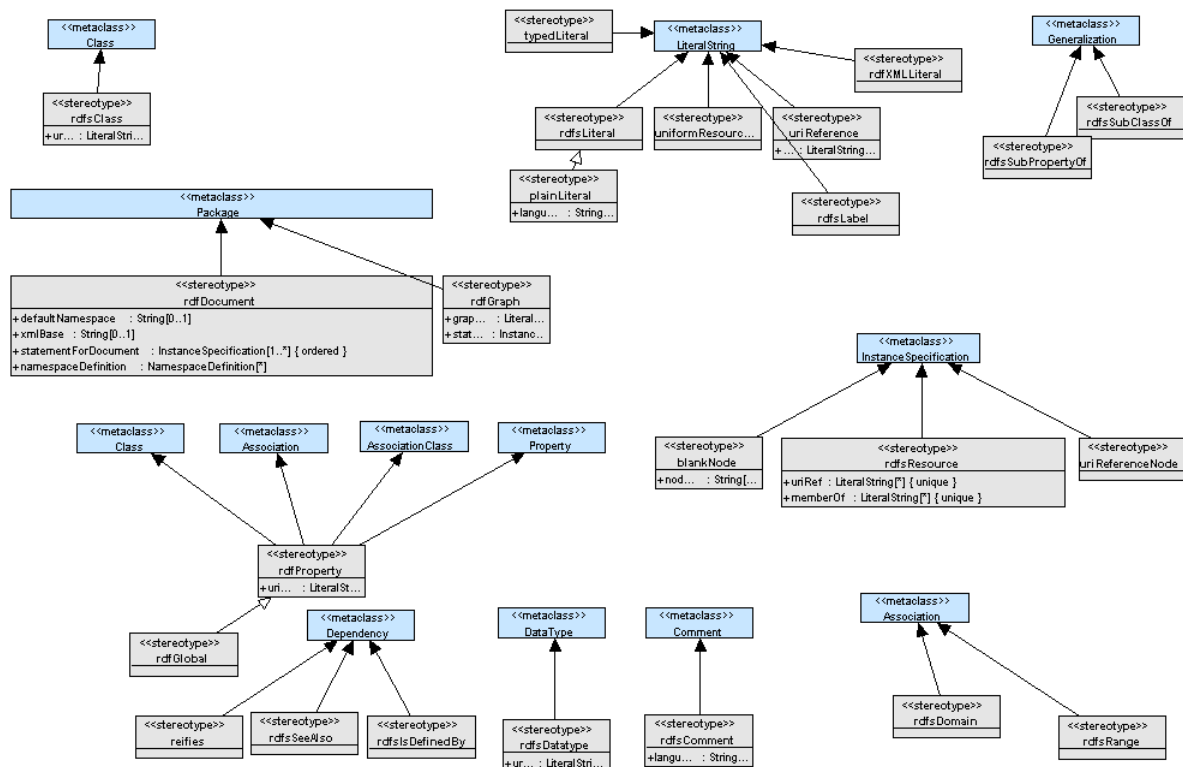 <<metaclass>>
Class
<<stereotype>>
rdfsClass
+ ur... : LiteralStri...
<<stereotype>>
typedLiteral
<<metaclass>>
LiteralString
<<stereotype>>
rdfXMLLiteral
<<stereotype>>
rdfsLiteral
<<stereotype>>
uniformResourc...
<<stereotype>>
uriReference
+ ... : LiteralString...
<<stereotype>>
plainLiteral
+ langu... : String...
<<stereotype>>
rdfsLabel
<<metaclass>>
Generalization
<<stereotype>>
rdfsSubClassOf
<<stereotype>>
rdfsSubPropertyOf
<<metaclass>>
Package
<<stereotype>>
rdfDocument
+ defaultNamespace : String[0..1]
+ xmlBase : String[0..1]
+ statementForDocument : InstanceSpecification[1..*] { ordered }
+ namespaceDefinition : NamespaceDefinition[*]
<<stereotype>>
rdfGraph
+ grap... : Literal...
+ stat... : Instanc...
<<metaclass>>
InstanceSpecification
<<stereotype>>
blankNode
+ nod... : String[...
<<stereotype>>
rdfsResource
+ uriRef : LiteralString[*] { unique }
+ memberOf : LiteralString[*] { unique }
<<stereotype>>
uriReferenceNode
<<metaclass>>
Class
<<metaclass>>
Association
<<metaclass>>
AssociationClass
<<metaclass>>
Property
<<stereotype>>
rdfProperty
+ uri... : LiteralSt...
<<stereotype>>
rdfGlobal
<<metaclass>>
Dependency
<<stereotype>>
reifies
<<stereotype>>
rdfsSeeAlso
<<stereotype>>
rdfsIsDefinedBy
<<metaclass>>
DataType
<<stereotype>>
rdfsDatatype
+ ur... : LiteralStri...
<<metaclass>>
Comment
<<stereotype>>
rdfsComment
+ langu... : String...
<<metaclass>>
Association
<<stereotype>>
rdfsDomain
<<stereotype>>
rdfsRange